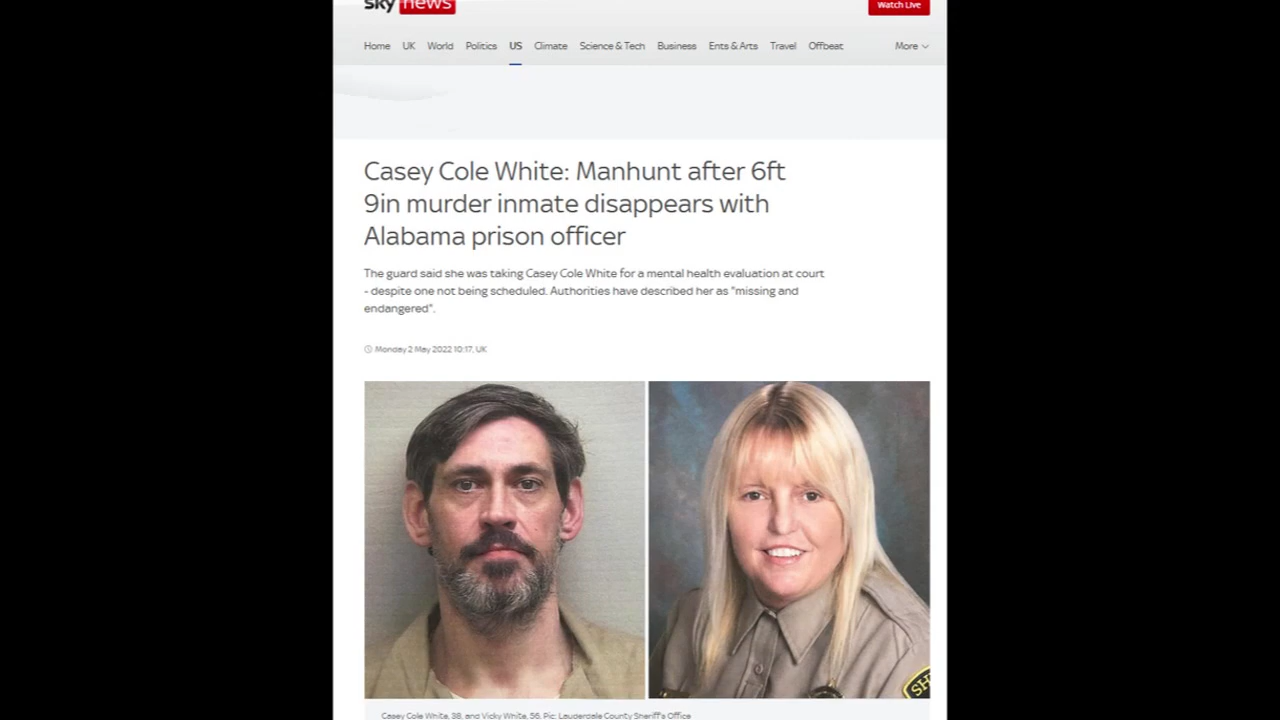 sky news
Watch Live
Home UK World Politics US Climate Science & Tech Business Ents & Arts Travel Offbeat More
Casey Cole White: Manhunt after 6ft
9in murder inmate disappears with
Alabama prison officer
The guard said she was taking Casey Cole White for a mental health evaluation at court
- despite one not being scheduled. Authorities have described her as "missing and
endangered".
Monday 2 May 2022 10:17, UK
SH
Casey Cole White, 38, and Vicky White, 56. Pic: Lauderdale County Sheriff's Office